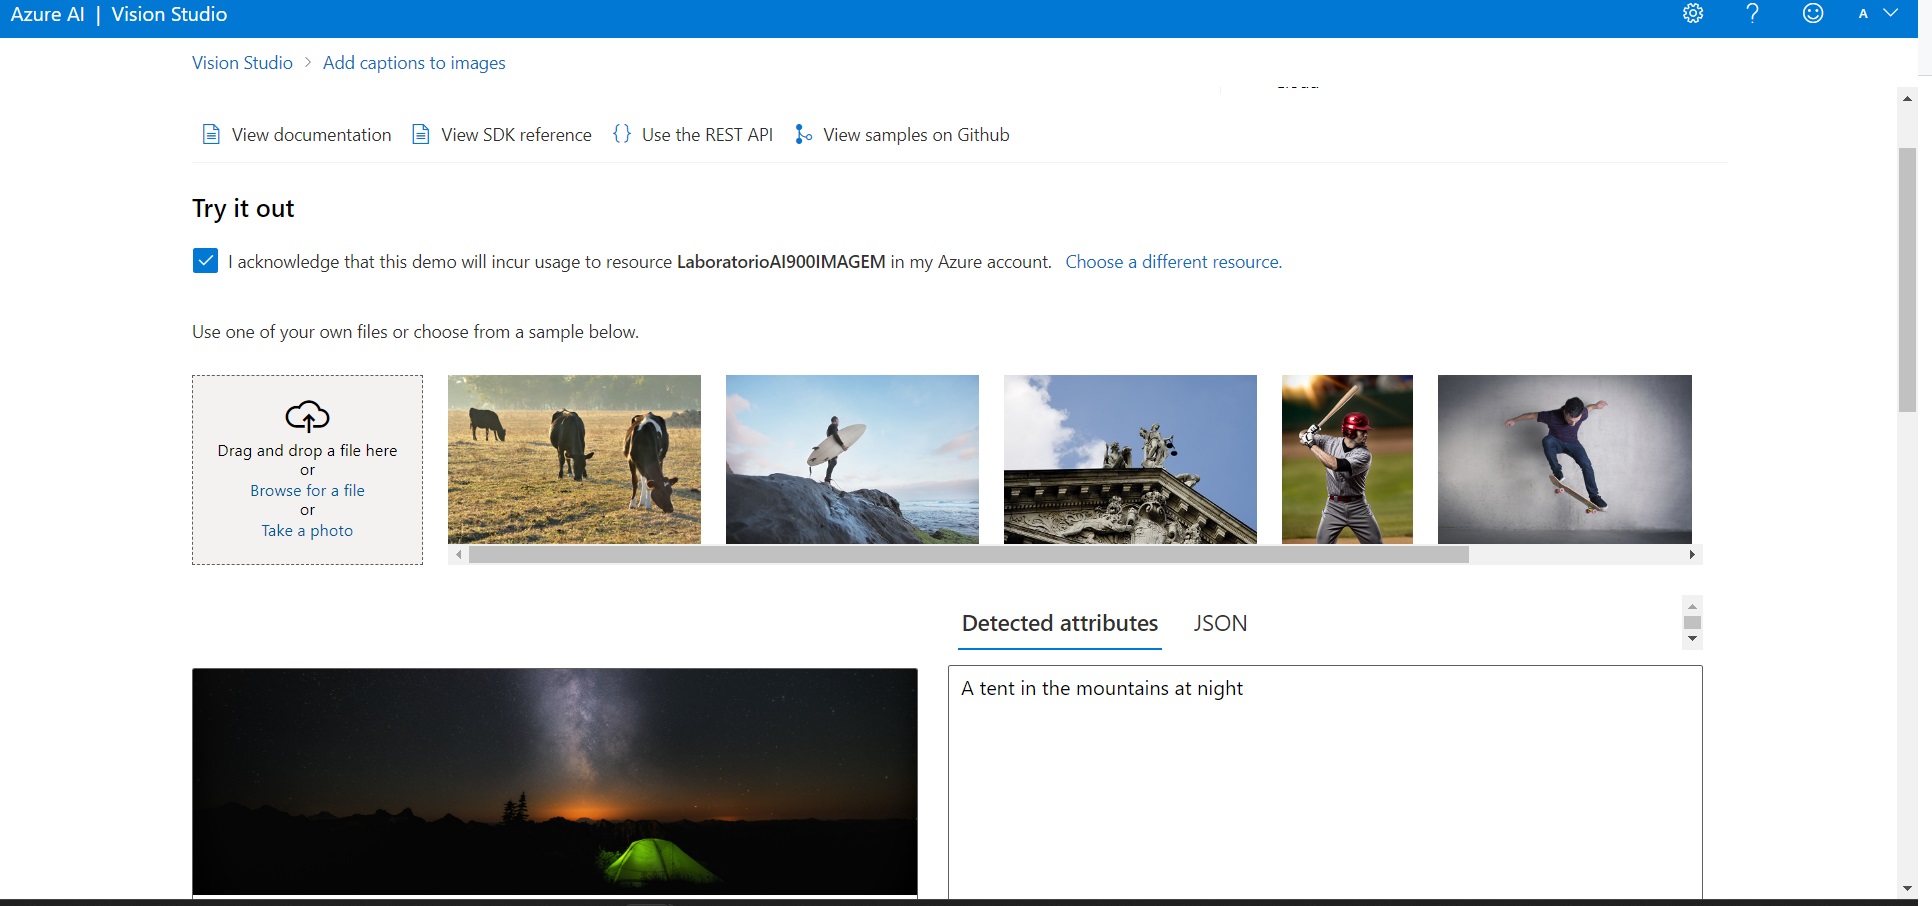 Azure AI | Vision Studio
A
Vision Studio > Add captions to images
View documentation View SDK reference {} Use the REST API View samples on Github
Try it out
I acknowledge that this demo will incur usage to resource LaboratorioAI900IMAGEM in my Azure account. Choose a different resource.
Use one of your own files or choose from a sample below.
Drag and drop a file here
or
Browse for a file
or
Take a photo
Detected attributes JSON
A tent in the mountains at night